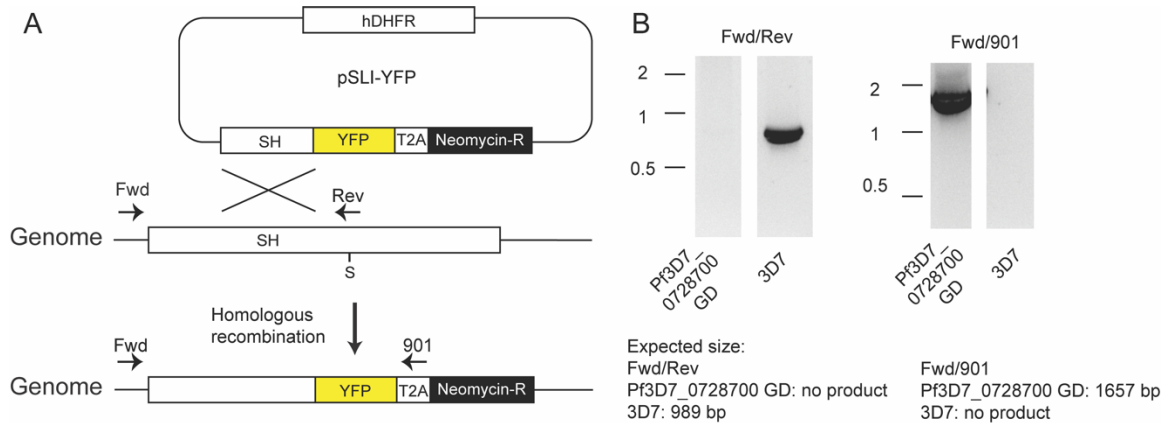 A
hDHFR
pSLI-YFP
SH YFP T2A Neomycin-R
Fwd
Rev
Genome
SH
S
Homologous
recombination
Fwd
901
Genome
YFP T2A Neomycin-R
B
Fwd/Rev
2
1
0.5
Pf3D7_
0728700
GD
3D7
Fwd/901
2
1
0.5
Pf3D7_
0728700
GD
3D7
Expected size:
Fwd/Rev
Pf3D7_0728700 GD: no product
3D7: 989 bp
Fwd/901
Pf3D7_0728700 GD: 1657 bp
3D7: no product